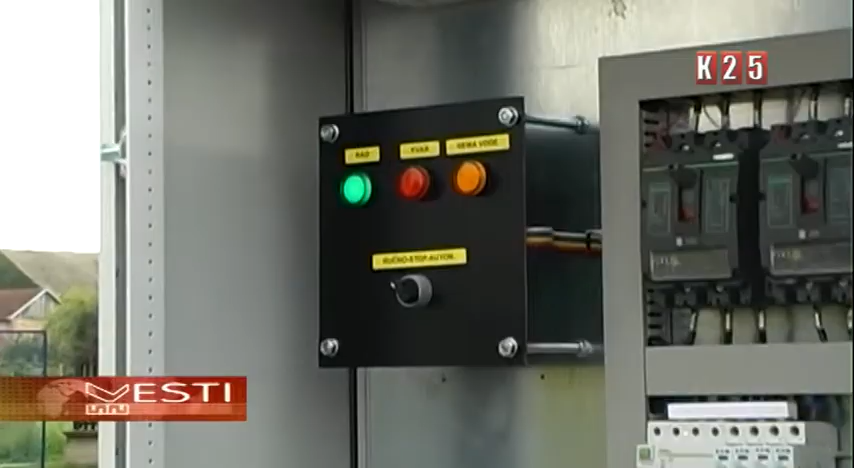 K25
RAD
KVAR
NEMA VODE
RUČNO-STOP-AUTOM.
VESTI